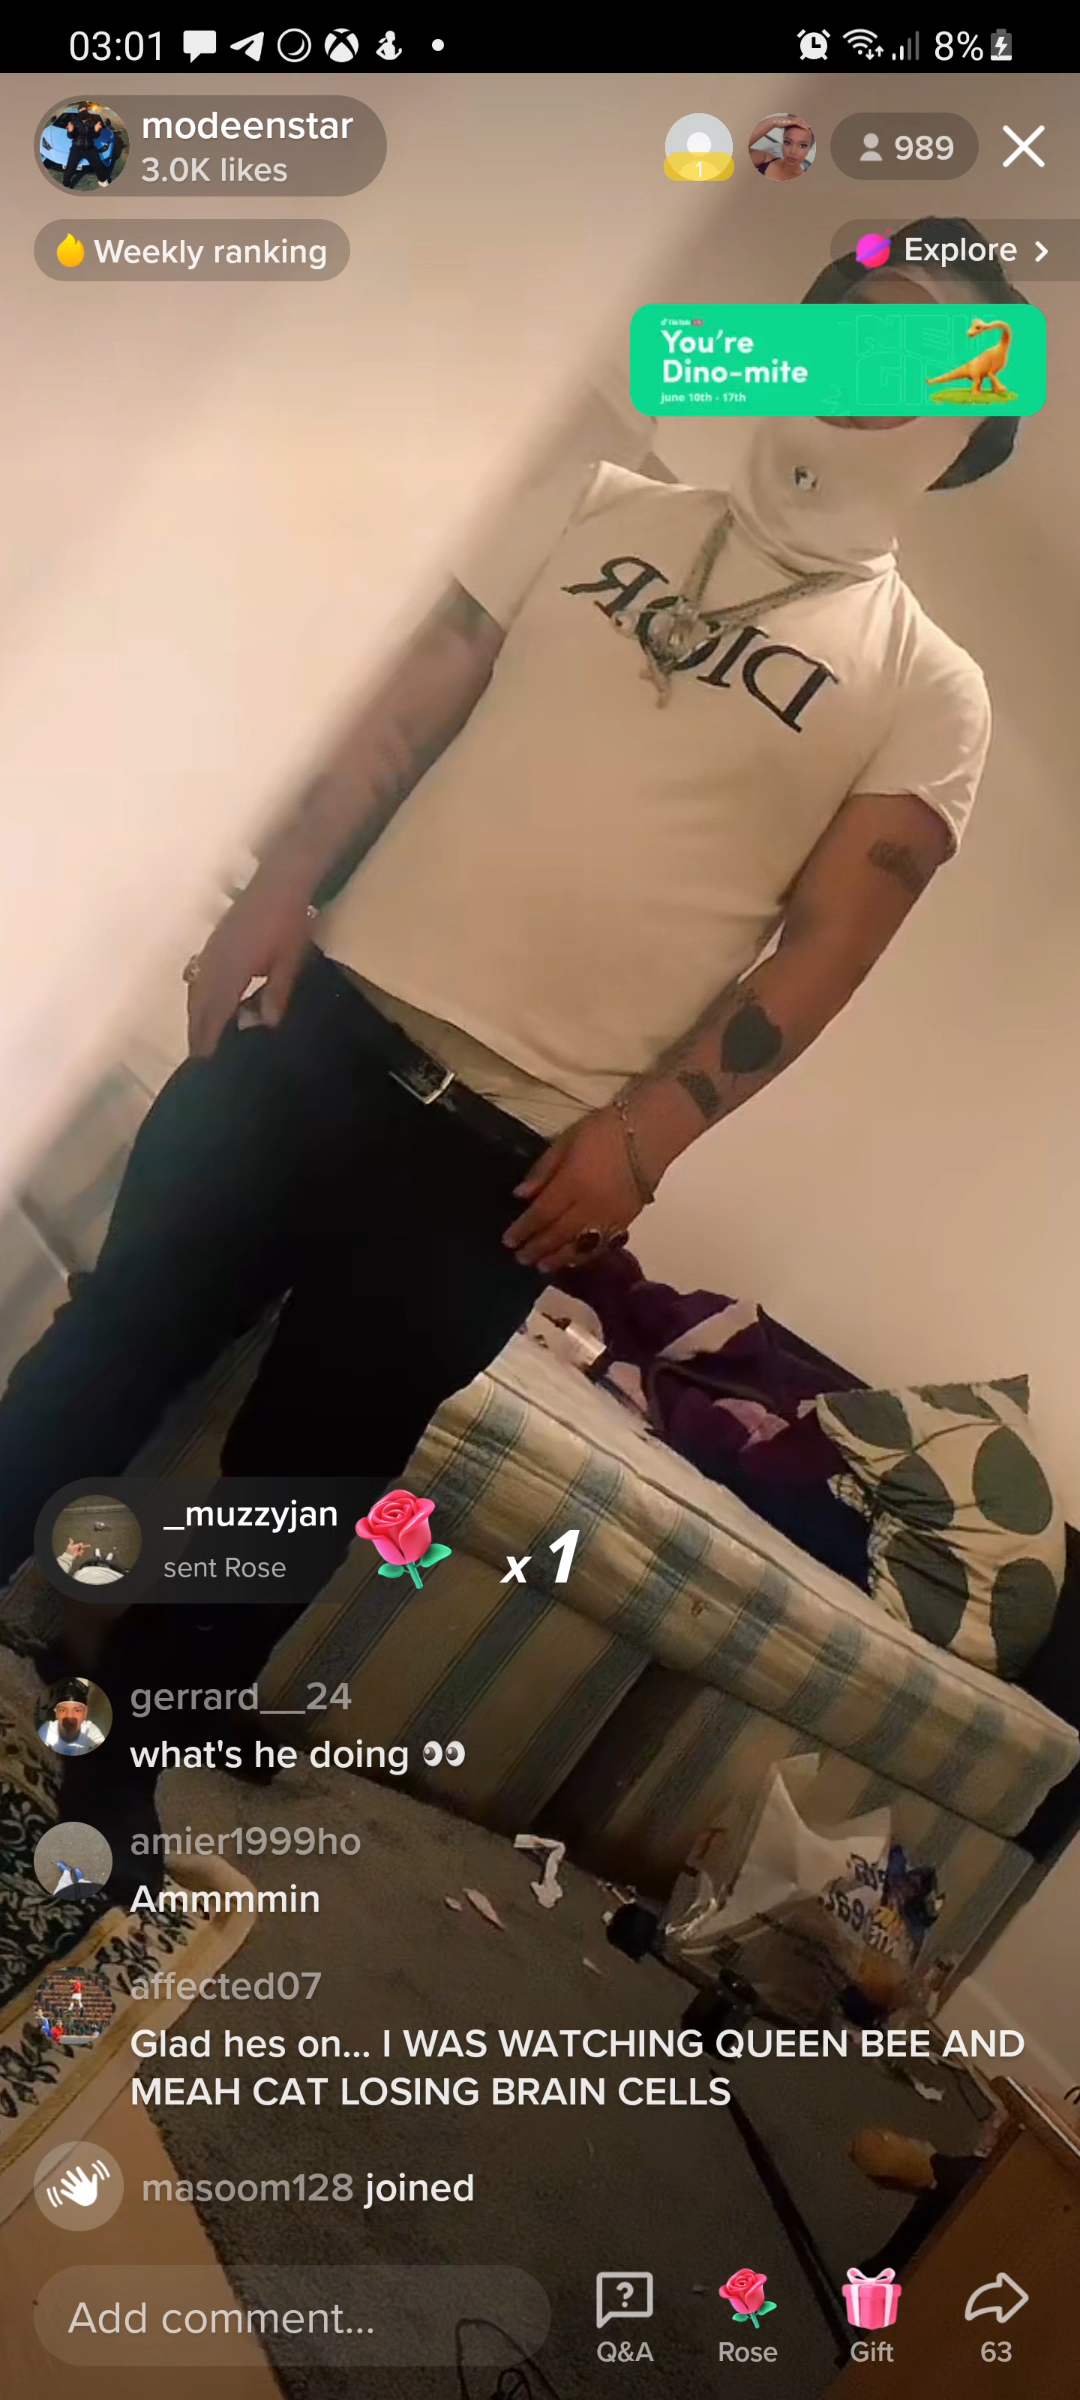 03:01
8%
modeenstar
3.0K likes
1
989
Weekly ranking
Explore
TikTok
You're
Dino-mite
June 10th - 17th
DIOR
_muzzyjan
sent Rose
x 1
gerrard__24
what's he doing 👀
amier1999ho
Ammmmin
affected07
Glad hes on... I WAS WATCHING QUEEN BEE AND
MEAH CAT LOSING BRAIN CELLS
masoom128 joined
Add comment...
Q&A
Rose
Gift
63